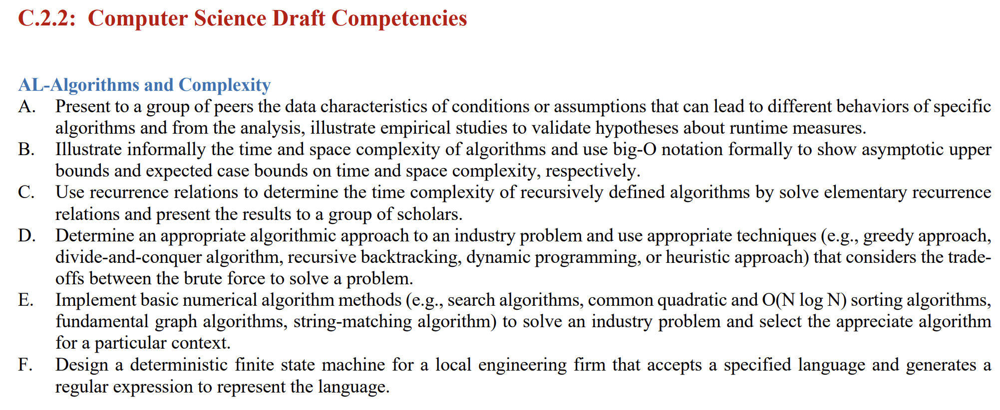 C.2.2:  Computer Science Draft Competencies
AL-Algorithms and Complexity
A. Present to a group of peers the data characteristics of conditions or assumptions that can lead to different behaviors of specific
algorithms and from the analysis, illustrate empirical studies to validate hypotheses about runtime measures.
B. Illustrate informally the time and space complexity of algorithms and use big-O notation formally to show asymptotic upper
bounds and expected case bounds on time and space complexity, respectively.
C. Use recurrence relations to determine the time complexity of recursively defined algorithms by solve elementary recurrence
relations and present the results to a group of scholars.
D. Determine an appropriate algorithmic approach to an industry problem and use appropriate techniques (e.g., greedy approach,
divide-and-conquer algorithm, recursive backtracking, dynamic programming, or heuristic approach) that considers the trade-
offs between the brute force to solve a problem.
E. Implement basic numerical algorithm methods (e.g., search algorithms, common quadratic and O(N log N) sorting algorithms,
fundamental graph algorithms, string-matching algorithm) to solve an industry problem and select the appreciate algorithm
for a particular context.
F. Design a deterministic finite state machine for a local engineering firm that accepts a specified language and generates a
regular expression to represent the language.